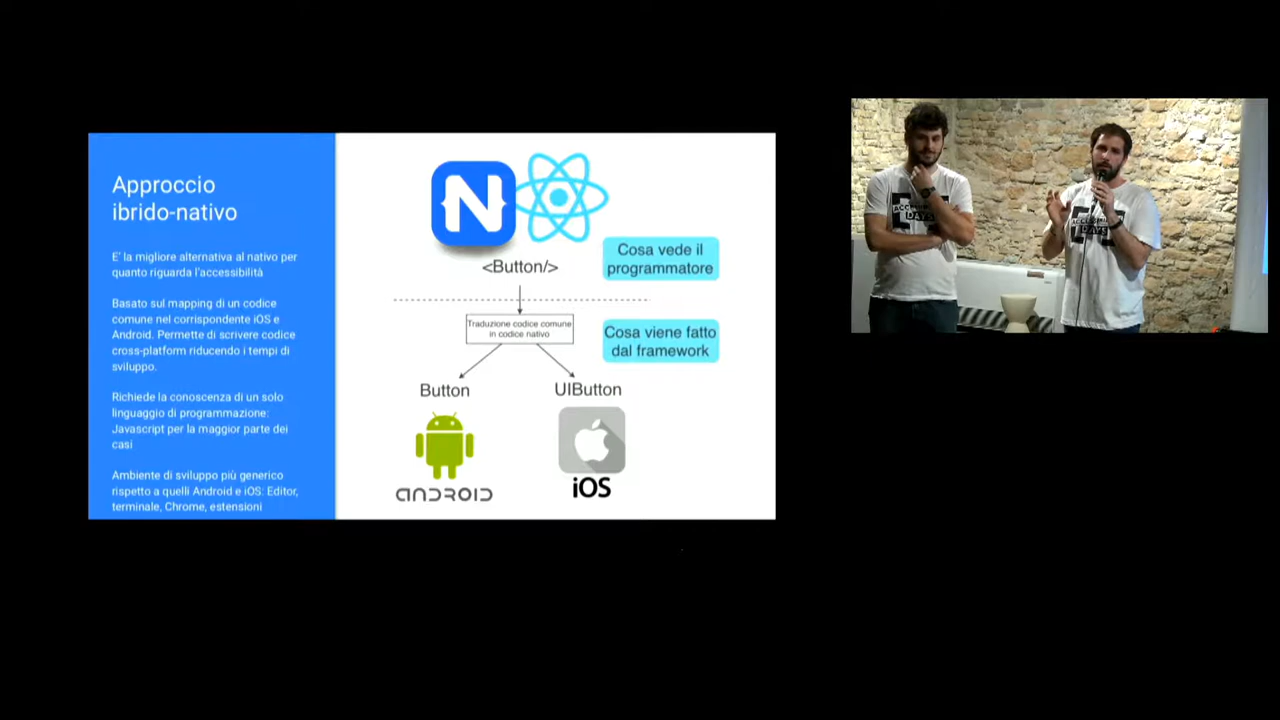 Approccio
ibrido-nativo
E' la migliore alternativa al nativo per
quanto riguarda l'accessibilità
Basato sul mapping di un codice
comune nel corrispondente iOS e
Android. Permette di scrivere codice
cross-platform riducendo i tempi di
sviluppo.
Richiede la conoscenza di un solo
linguaggio di programmazione:
Javascript per la maggior parte dei
casi
Ambiente di sviluppo più generico
rispetto a quelli Android e iOS: Editor,
terminale, Chrome, estensioni
N
<Button/>
Cosa vede il
programmatore
Traduzione codice comune
in codice nativo
Cosa viene fatto
dal framework
Button
UIButton
ANDROID
iOS
DAYS
DAYS